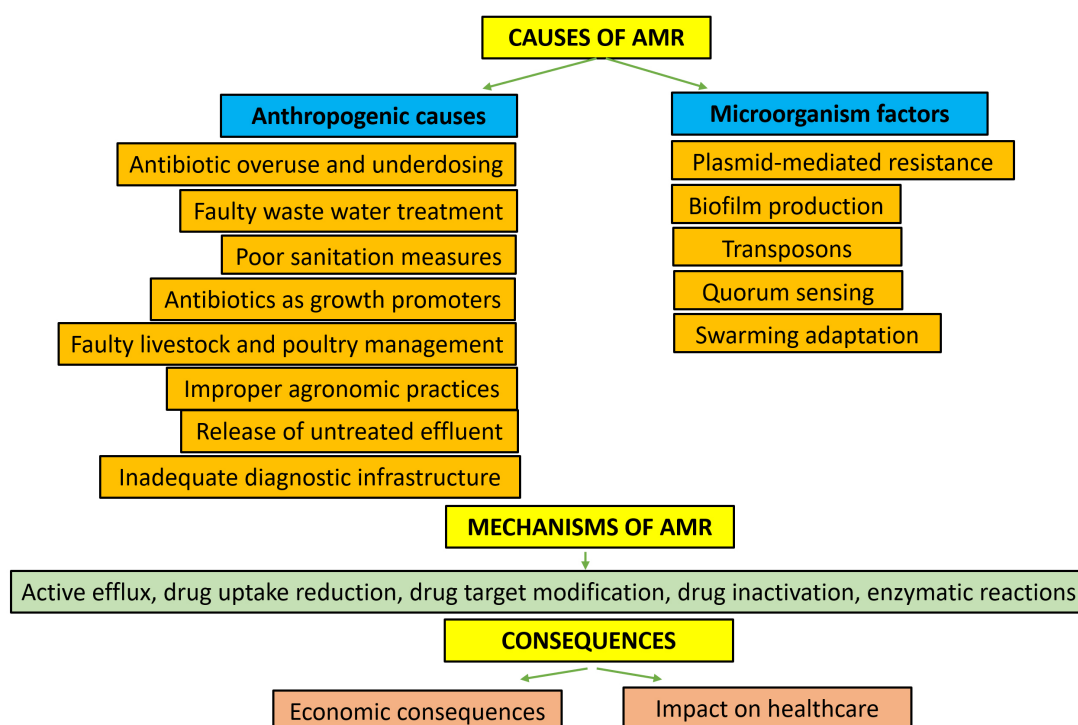 CAUSES OF AMR
Anthropogenic causes
Antibiotic overuse and underdosing
Faulty waste water treatment
Poor sanitation measures
Antibiotics as growth promoters
Faulty livestock and poultry management
Improper agronomic practices
Release of untreated effluent
Inadequate diagnostic infrastructure
Microorganism factors
Plasmid-mediated resistance
Biofilm production
Transposons
Quorum sensing
Swarming adaptation
MECHANISMS OF AMR
Active efflux, drug uptake reduction, drug target modification, drug inactivation, enzymatic reactions
CONSEQUENCES
Economic consequences
Impact on healthcare